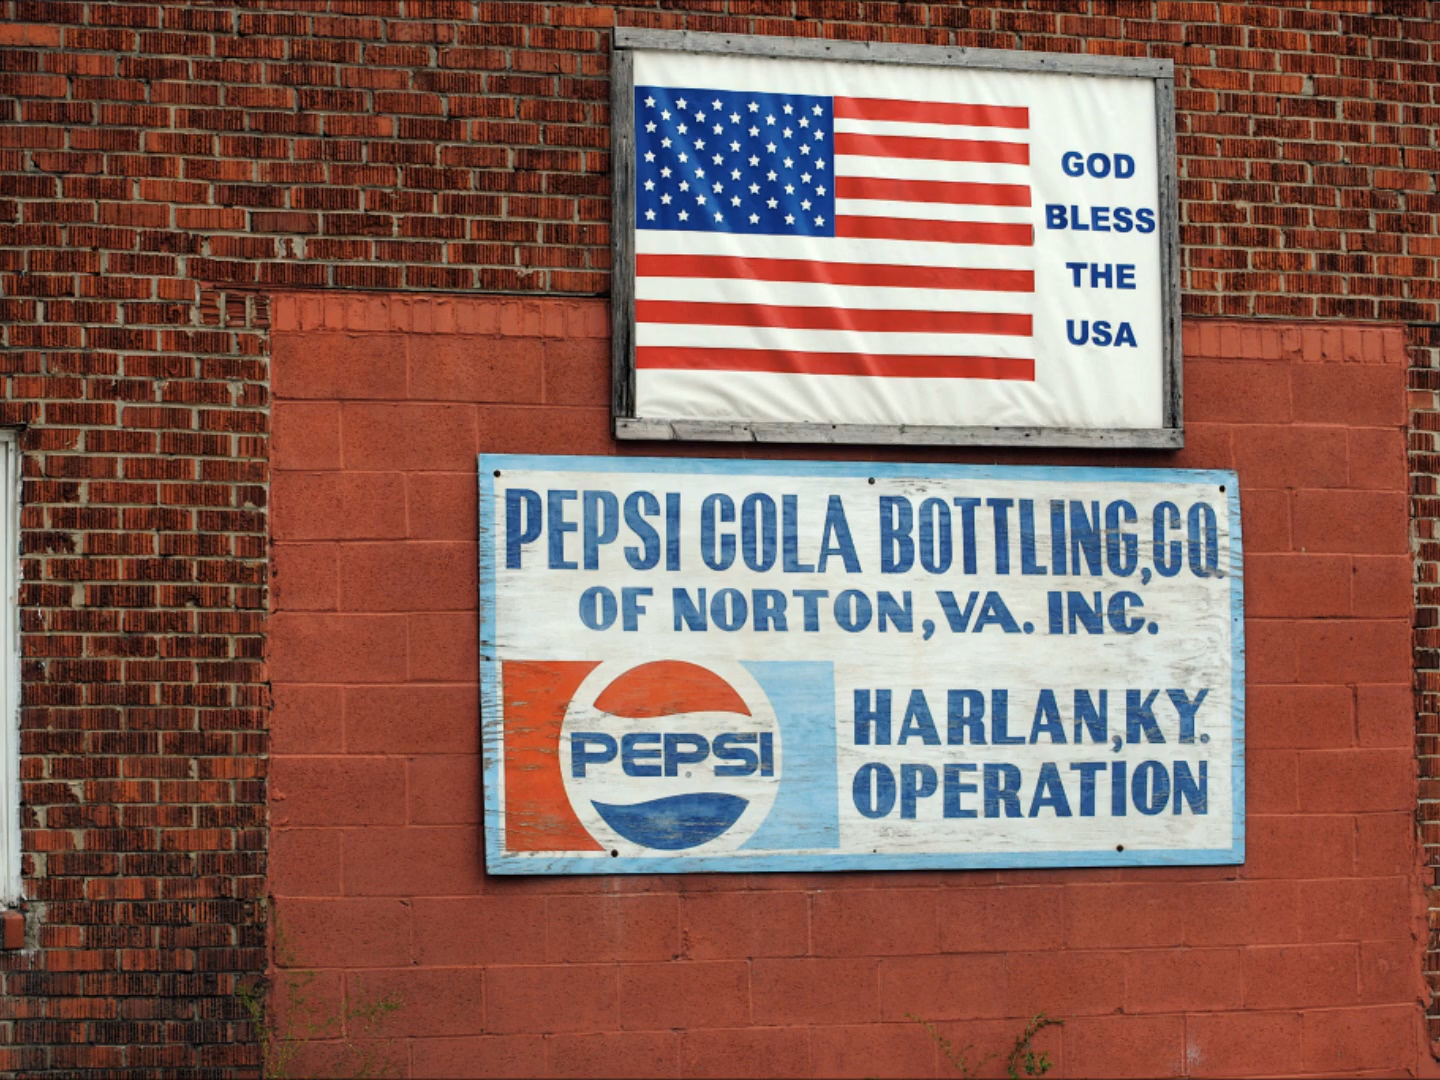 GOD
BLESS
THE
USA
PEPSI COLA BOTTLING,CO.
OF NORTON,VA. INC.
PEPSI
HARLAN,KY.
OPERATION